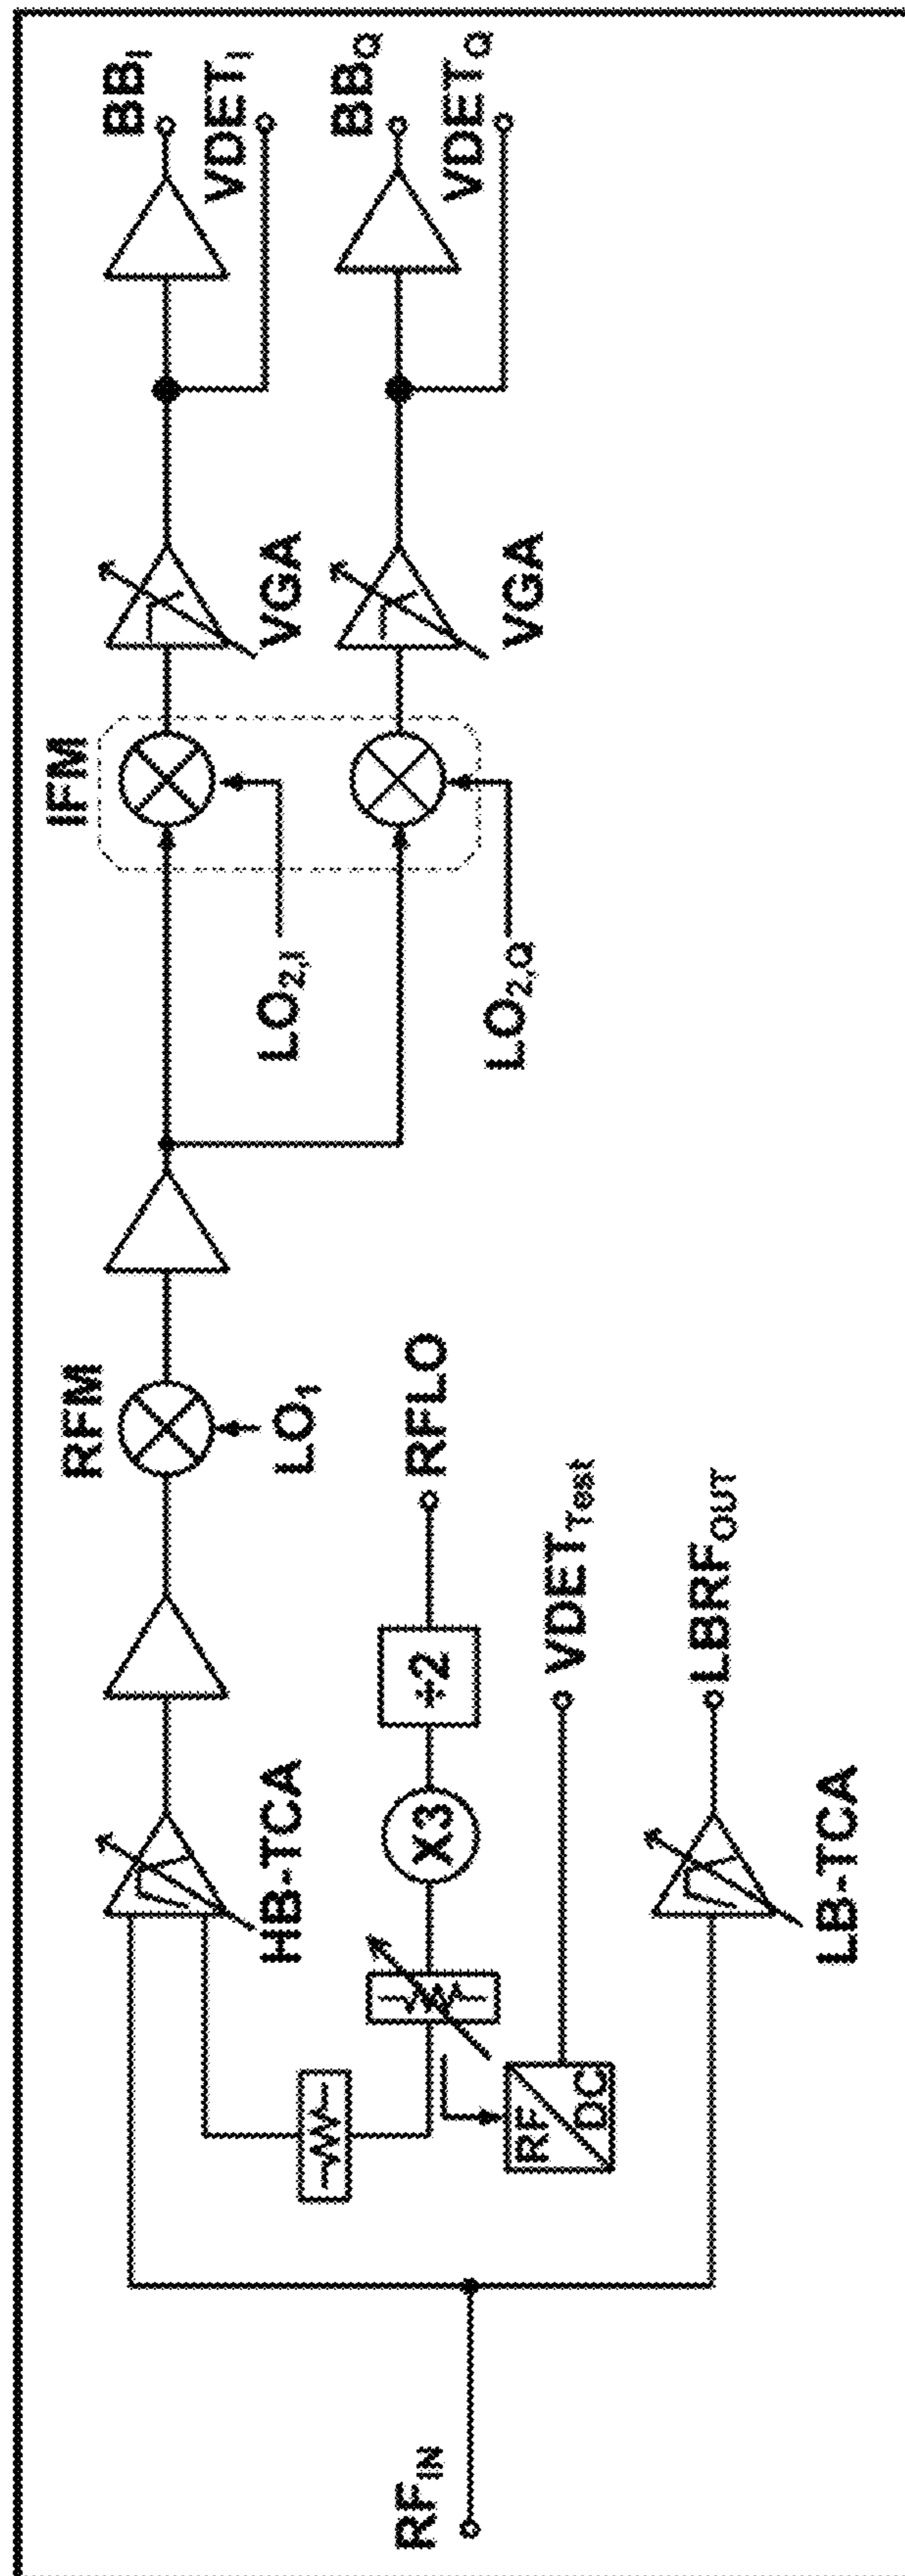 BB_I
VDET_I
BB_Q
VDET_Q
VGA
VGA
IFM
LO_2,I
LO_2,Q
RFM
LO_1
RFLO
VDET_Test
LBRF_OUT
÷2
X3
HB-TCA
LB-TCA
RF
DC
RF_IN